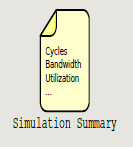 Cycles
Bandwidth
Utilization
...
Simulation Summary